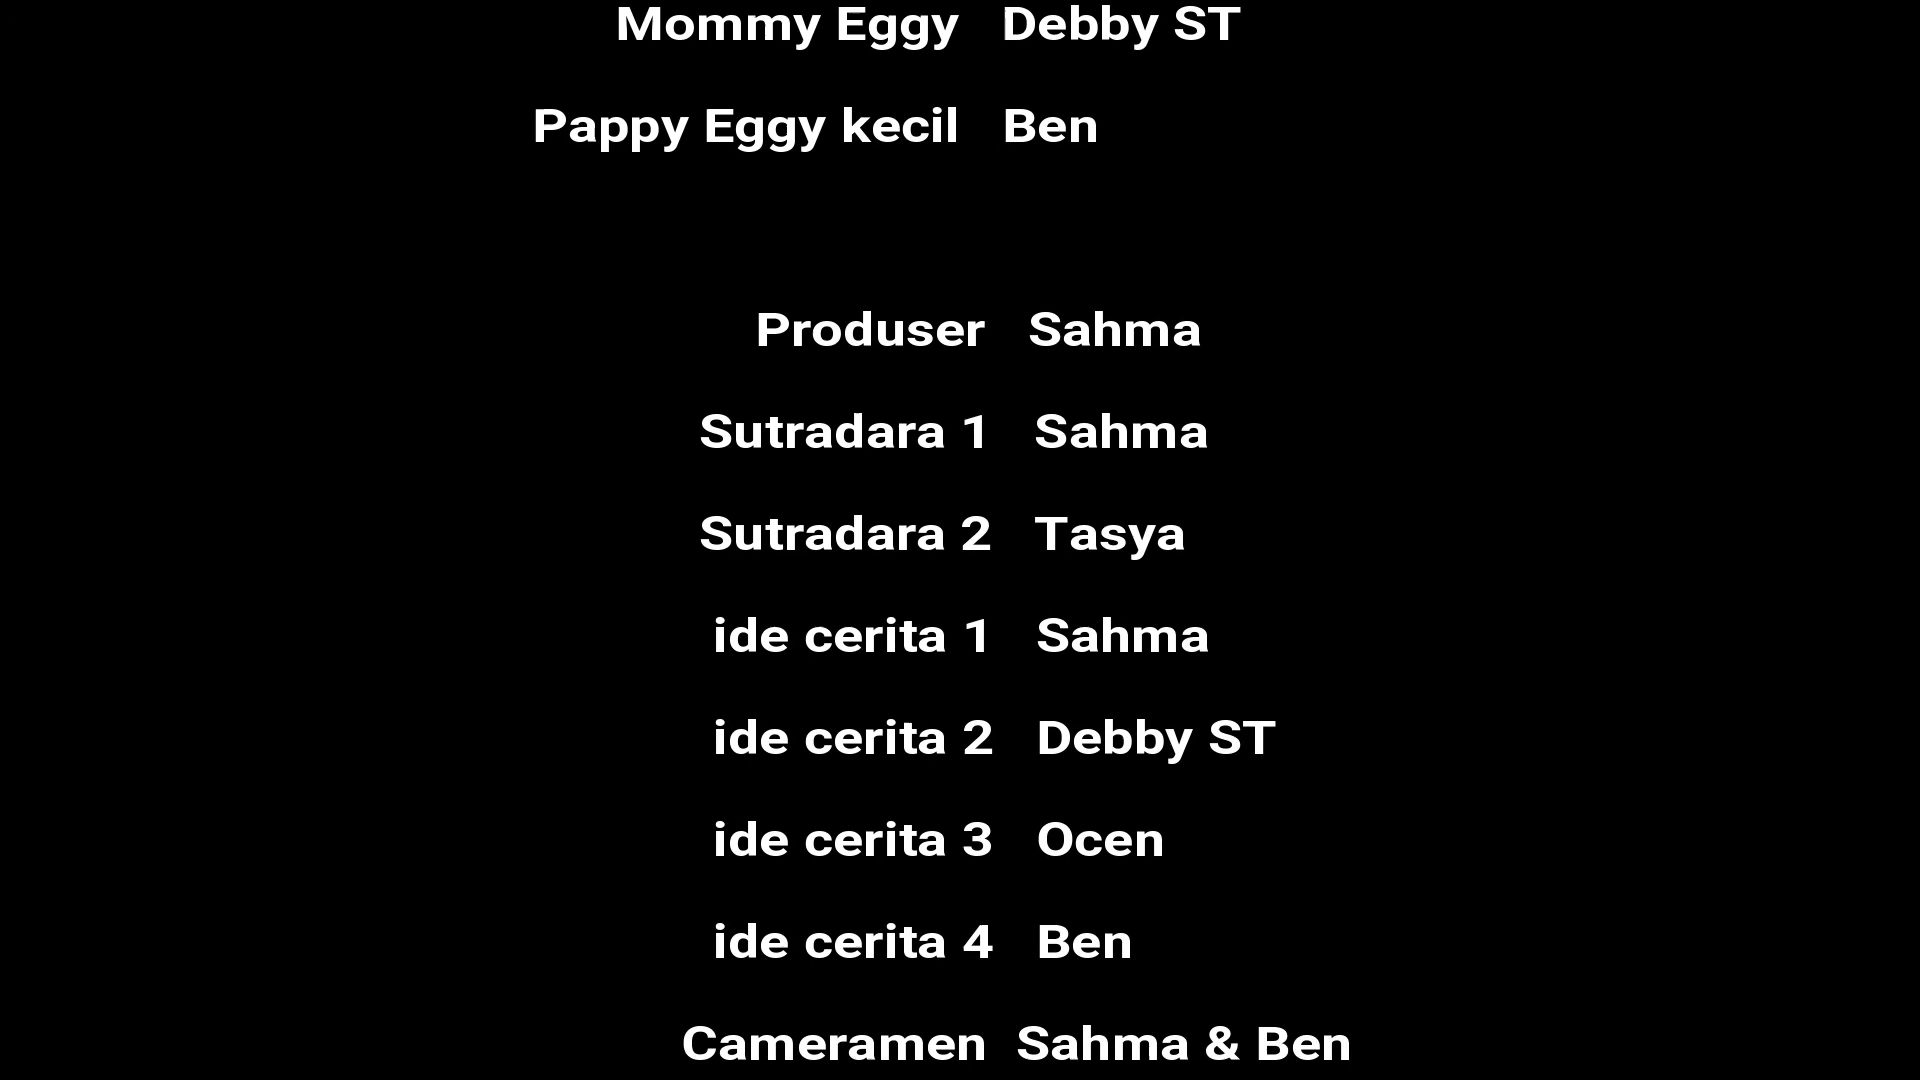 Mommy Eggy Debby ST
Pappy Eggy kecil Ben
Produser Sahma
Sutradara 1 Sahma
Sutradara 2 Tasya
ide cerita 1 Sahma
ide cerita 2 Debby ST
ide cerita 3 Ocen
ide cerita 4 Ben
Cameramen Sahma & Ben